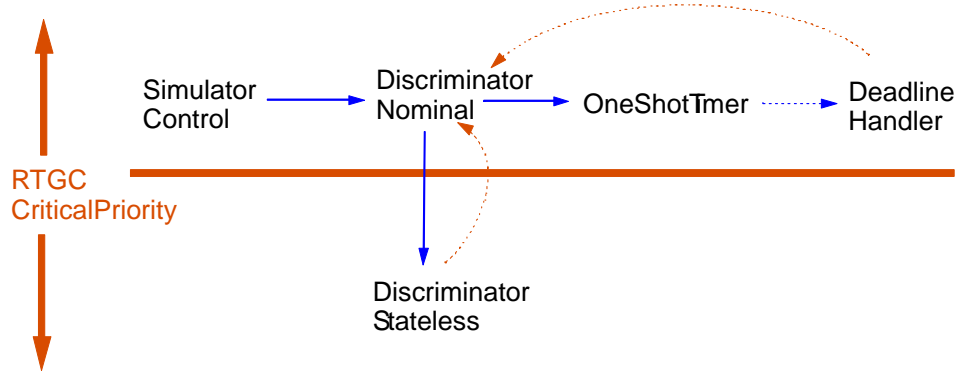 Simulator
Control
Discriminator
Nominal
OneShotTimer
Deadline
Handler
RTGC
CriticalPriority
Discriminator
Stateless